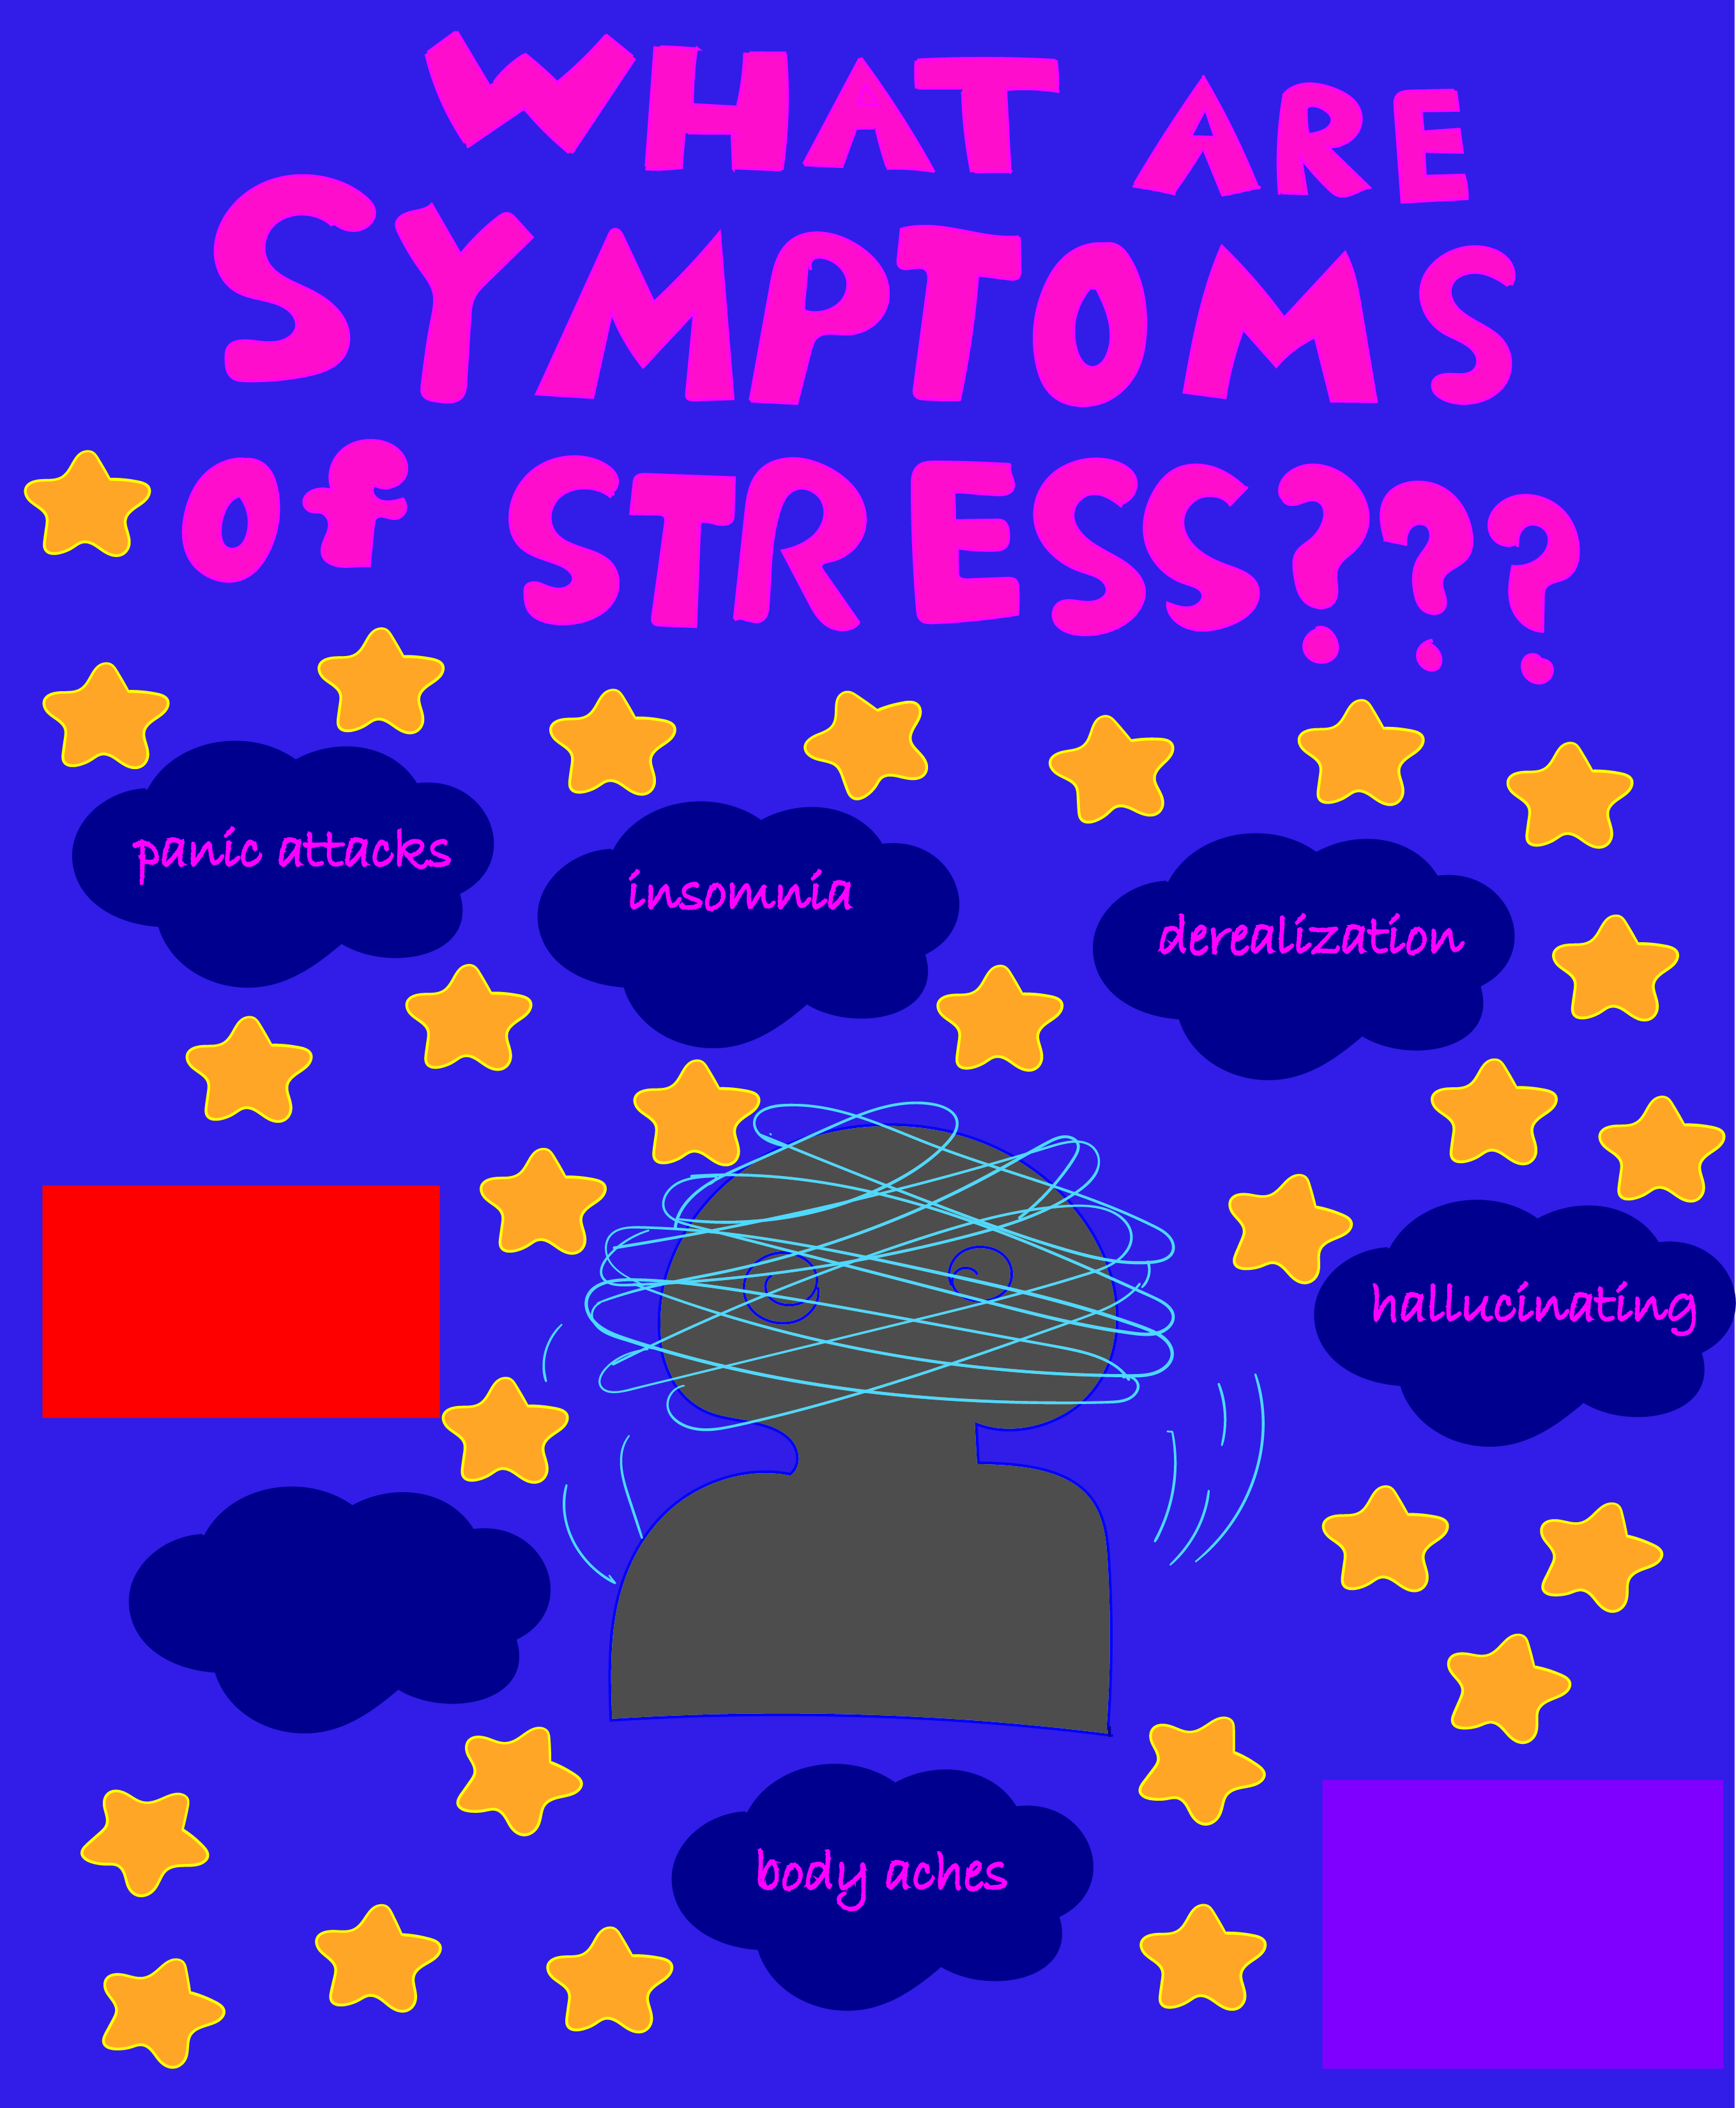 WHAT ARE
SYMPTOMS
Of STRESS???
panic attacks
insomnia
derealization
hallucinating
body aches